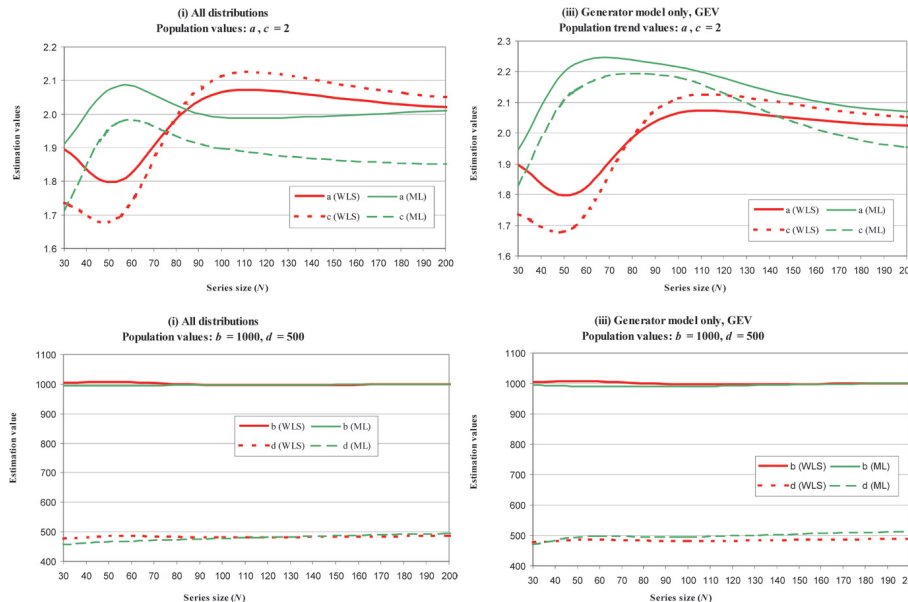 (i) All distributions
Population values: a , c = 2
2.2
2.1
2.0
1.9
1.8
1.7
1.6
Estimation values
a (WLS)
a (ML)
c (WLS)
c (ML)
30 40 50 60 70 80 90 100 110 120 130 140 150 160 170 180 190 200
Series size (N)
(iii) Generator model only, GEV
Population trend values: a, c = 2
2.3
2.2
2.1
2.0
1.9
1.8
1.7
1.6
Estimation values
a (WLS)
a (ML)
c (WLS)
c (ML)
30 40 50 60 70 80 90 100 110 120 130 140 150 160 170 180 190 200
Series size (N)
(i) All distributions
Population values: b = 1000, d = 500
1100
1000
900
800
700
600
500
400
Estimation value
b (WLS)
b (ML)
d (WLS)
d (ML)
30 40 50 60 70 80 90 100 110 120 130 140 150 160 170 180 190 200
Series size (N)
(iii) Generator model only, GEV
Population values: b = 1000, d = 500
1100
1000
900
800
700
600
500
400
Estimation values
b (WLS)
b (ML)
d (WLS)
d (ML)
30 40 50 60 70 80 90 100 110 120 130 140 150 160 170 180 190 200
Series size (N)